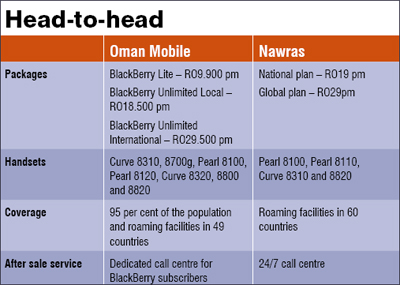 Head-to-head
Oman Mobile Nawras
Packages BlackBerry Lite – RO9.900 pm National plan – RO19 pm
BlackBerry Unlimited Local – Global plan – RO29pm
RO18.500 pm
BlackBerry Unlimited
International – RO29.500 pm
Handsets Curve 8310, 8700g, Pearl 8100, Pearl 8100, Pearl 8110,
Pearl 8120, Curve 8320, 8800 Curve 8310 and 8820
and 8820
Coverage 95 per cent of the population Roaming facilities in 60
and roaming facilities in 49 countries
countries
After sale service Dedicated call centre for 24/7 call centre
BlackBerry subscribers